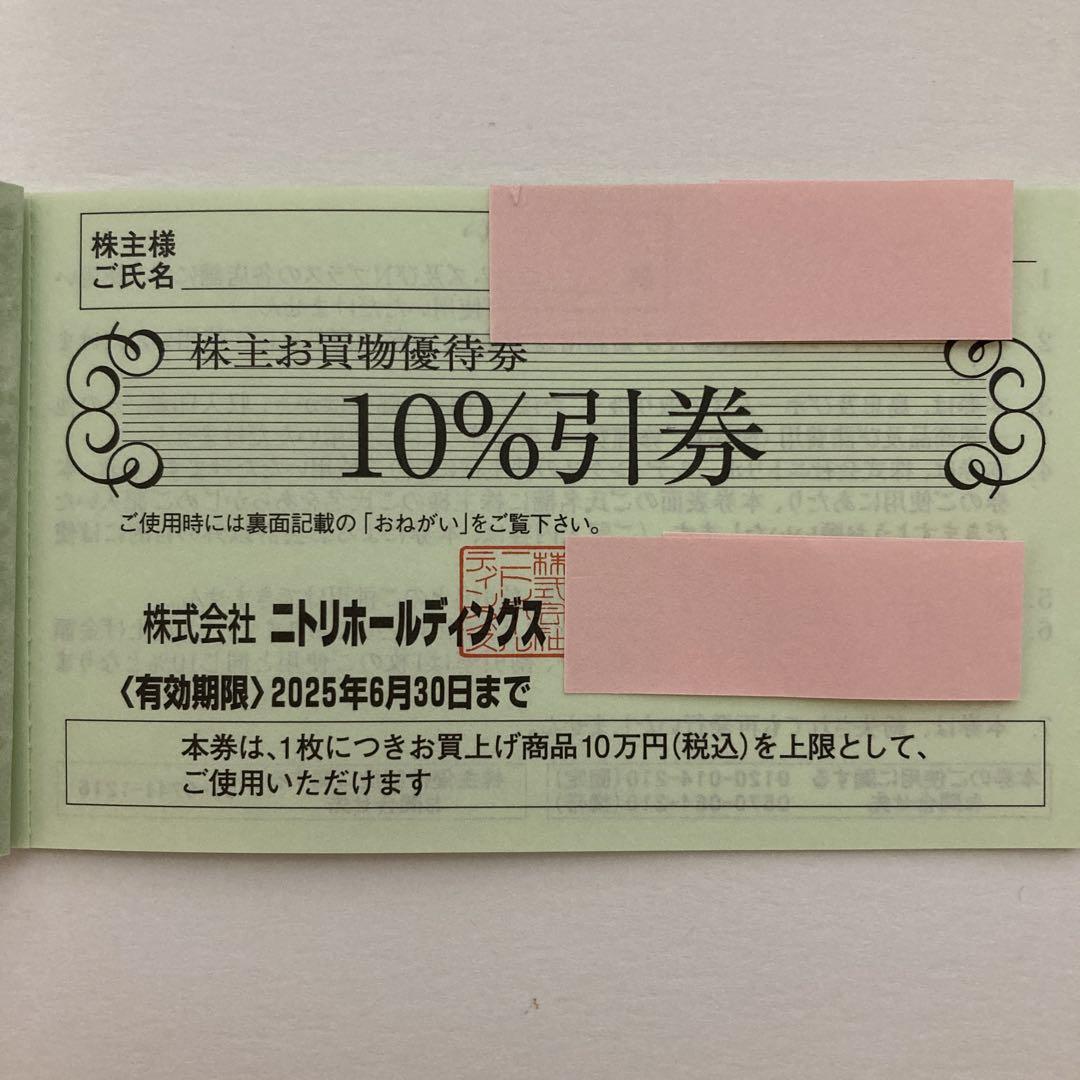 株主様
ご氏名
株主お買物優待券
10%引券
ご使用時には裏面記載の「おねがい」をご覧下さい。
株式会社 ニトリホールディングス
〈有効期限〉2025年6月30日まで
本券は、1枚につきお買上げ商品10万円(税込)を上限として、
ご使用いただけます